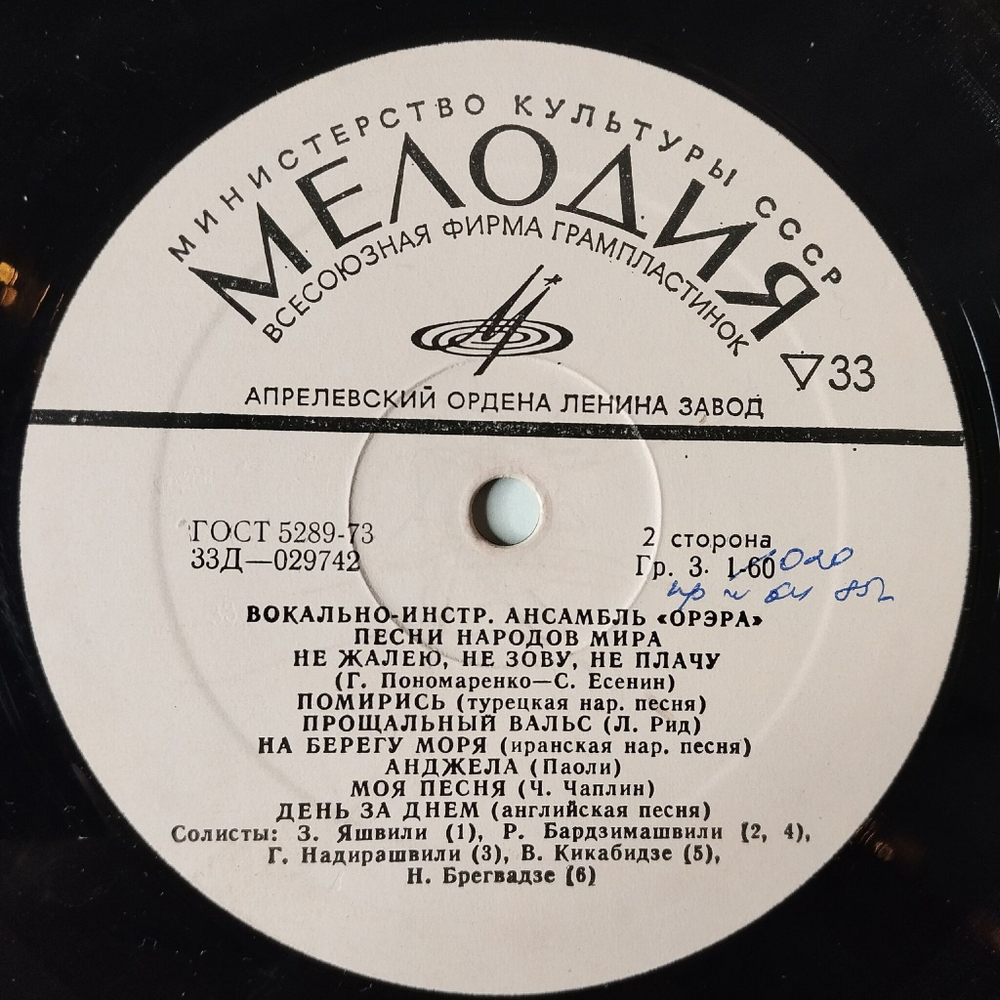 МИНИСТЕРСТВО КУЛЬТУРЫ СССР
МЕЛОДИЯ
ВСЕСОЮЗНАЯ ФИРМА ГРАМПЛАСТИНОК
33
АПРЕЛЕВСКИЙ ОРДЕНА ЛЕНИНА ЗАВОД
ГОСТ 5289-73
33Д—029742
2 сторона
Гр. 3. 1-60
ВОКАЛЬНО-ИНСТР. АНСАМБЛЬ «ОРЭРА»
ПЕСНИ НАРОДОВ МИРА
НЕ ЖАЛЕЮ, НЕ ЗОВУ, НЕ ПЛАЧУ
(Г. Пономаренко—С. Есенин)
ПОМИРИСЬ (турецкая нар. песня)
ПРОЩАЛЬНЫЙ ВАЛЬС (Л. Рид)
НА БЕРЕГУ МОРЯ (иранская нар. песня)
АНДЖЕЛА (Паоли)
МОЯ ПЕСНЯ (Ч. Чаплин)
ДЕНЬ ЗА ДНЕМ (английская песня)
Солисты: З. Яшвили (1), Р. Бардзимашвили (2, 4),
Г. Надирашвили (3), В. Кикабидзе (5),
Н. Брегвадзе (6)